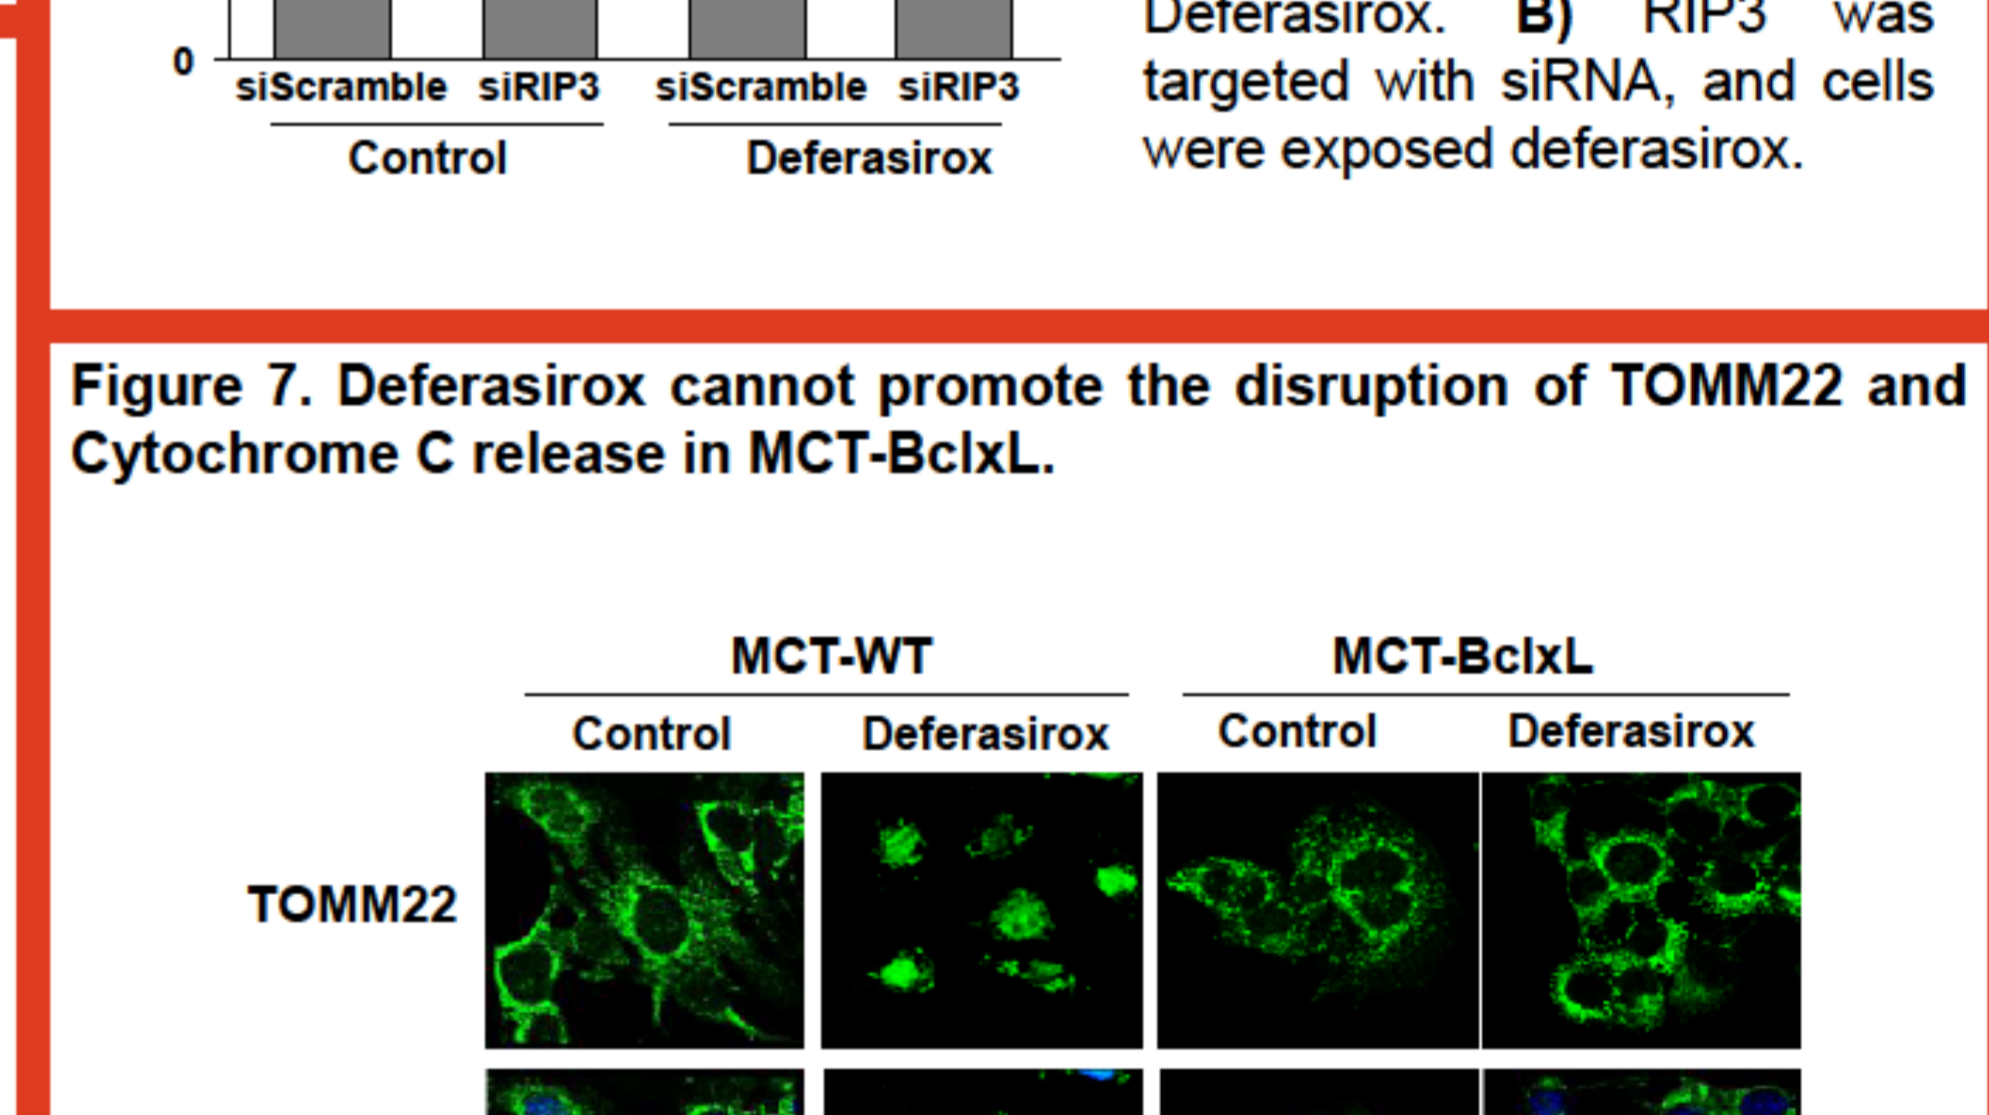 0
siScramble siRIP3 siScramble siRIP3
Control Deferasirox
Deferasirox. B) RIP3 was
targeted with siRNA, and cells
were exposed deferasirox.
Figure 7. Deferasirox cannot promote the disruption of TOMM22 and
Cytochrome C release in MCT-BclxL.
MCT-WT MCT-BclxL
Control Deferasirox Control Deferasirox
TOMM22